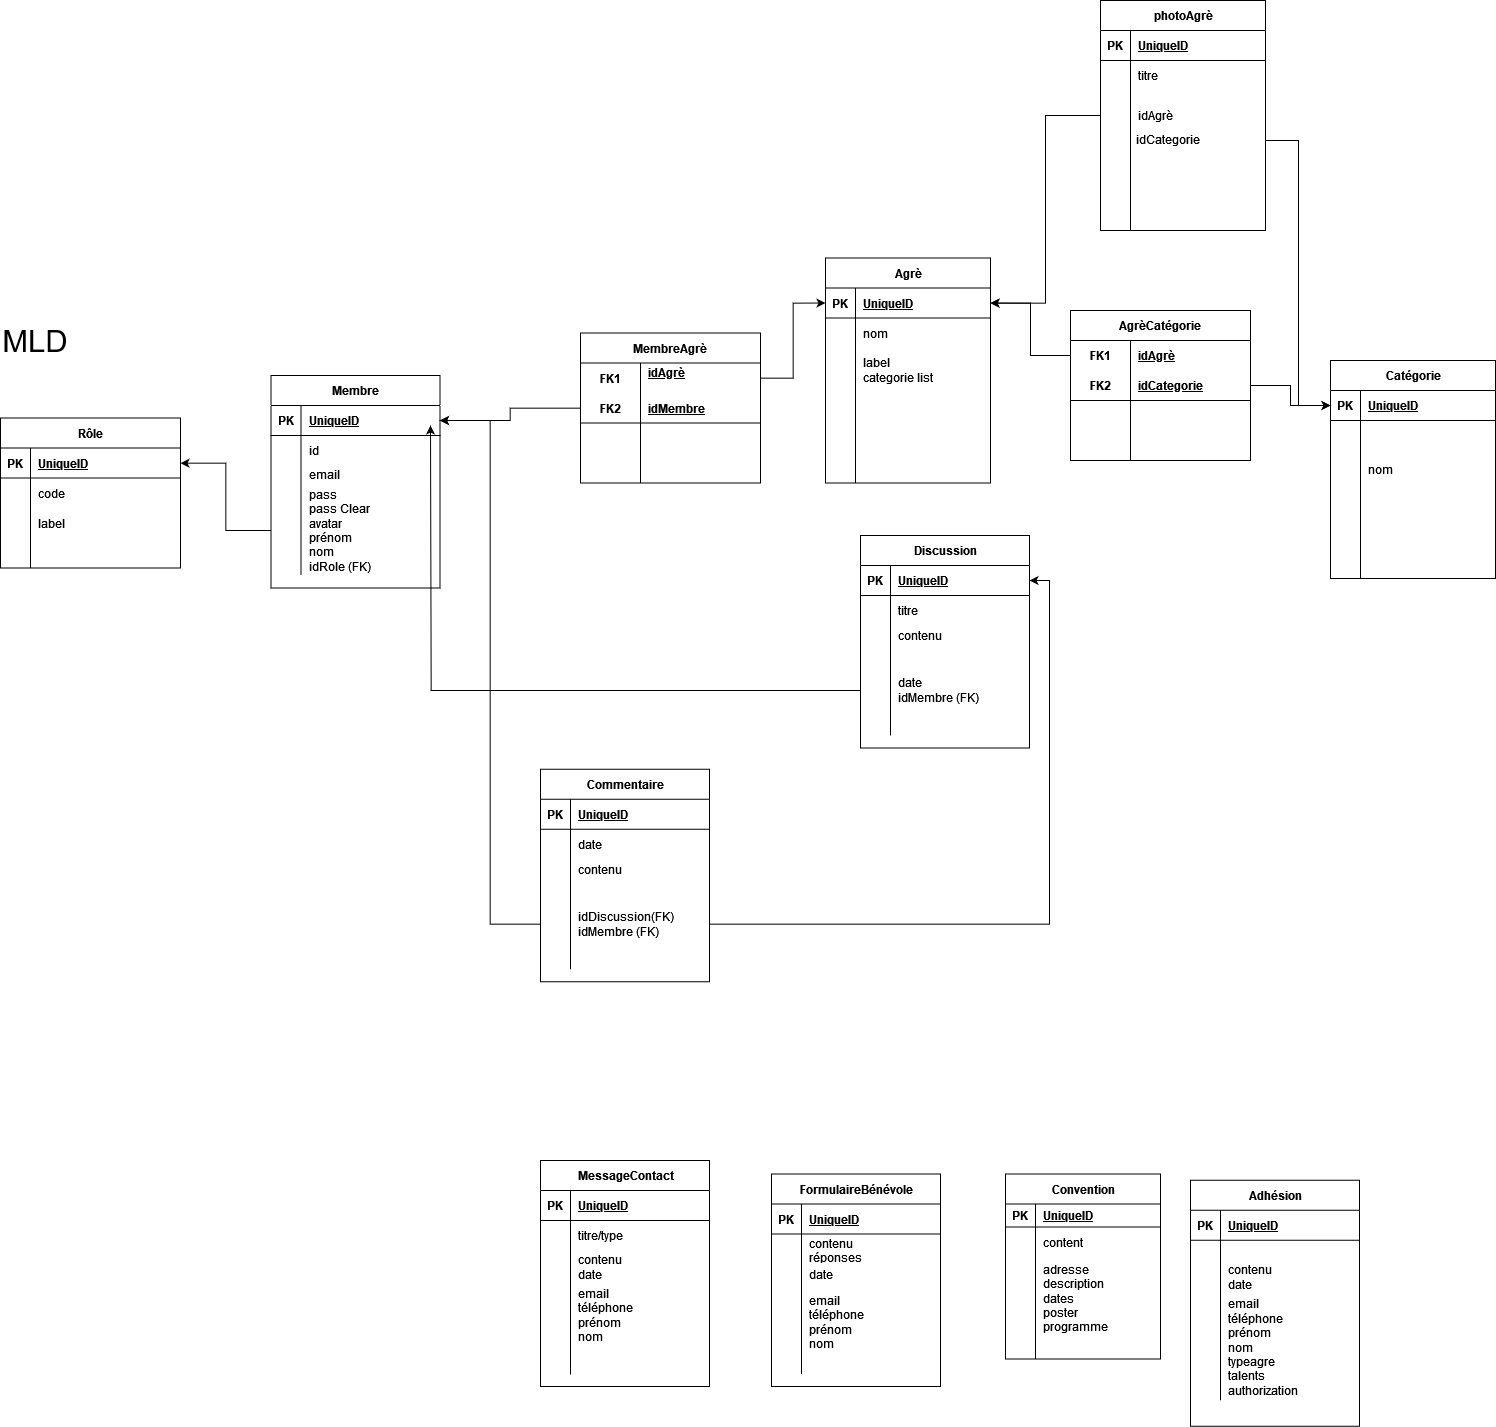 photoAgrè
PK UniqueID
titre
idAgrè
idCategorie
Agrè
PK UniqueID
nom
label
categorie list
AgrèCatégorie
FK1 idAgrè
FK2 idCategorie
Catégorie
PK UniqueID
nom
MLD
MembreAgrè
FK1 idAgrè
FK2 idMembre
Membre
PK UniqueID
id
email
pass
pass Clear
avatar
prénom
nom
idRole (FK)
Rôle
PK UniqueID
code
label
Discussion
PK UniqueID
titre
contenu
date
idMembre (FK)
Commentaire
PK UniqueID
date
contenu
idDiscussion(FK)
idMembre (FK)
MessageContact
PK UniqueID
titre/type
contenu
date
email
téléphone
prénom
nom
FormulaireBénévole
PK UniqueID
contenu
réponses
date
email
téléphone
prénom
nom
Convention
PK UniqueID
content
adresse
description
dates
poster
programme
Adhésion
PK UniqueID
contenu
date
email
téléphone
prénom
nom
typeagre
talents
authorization